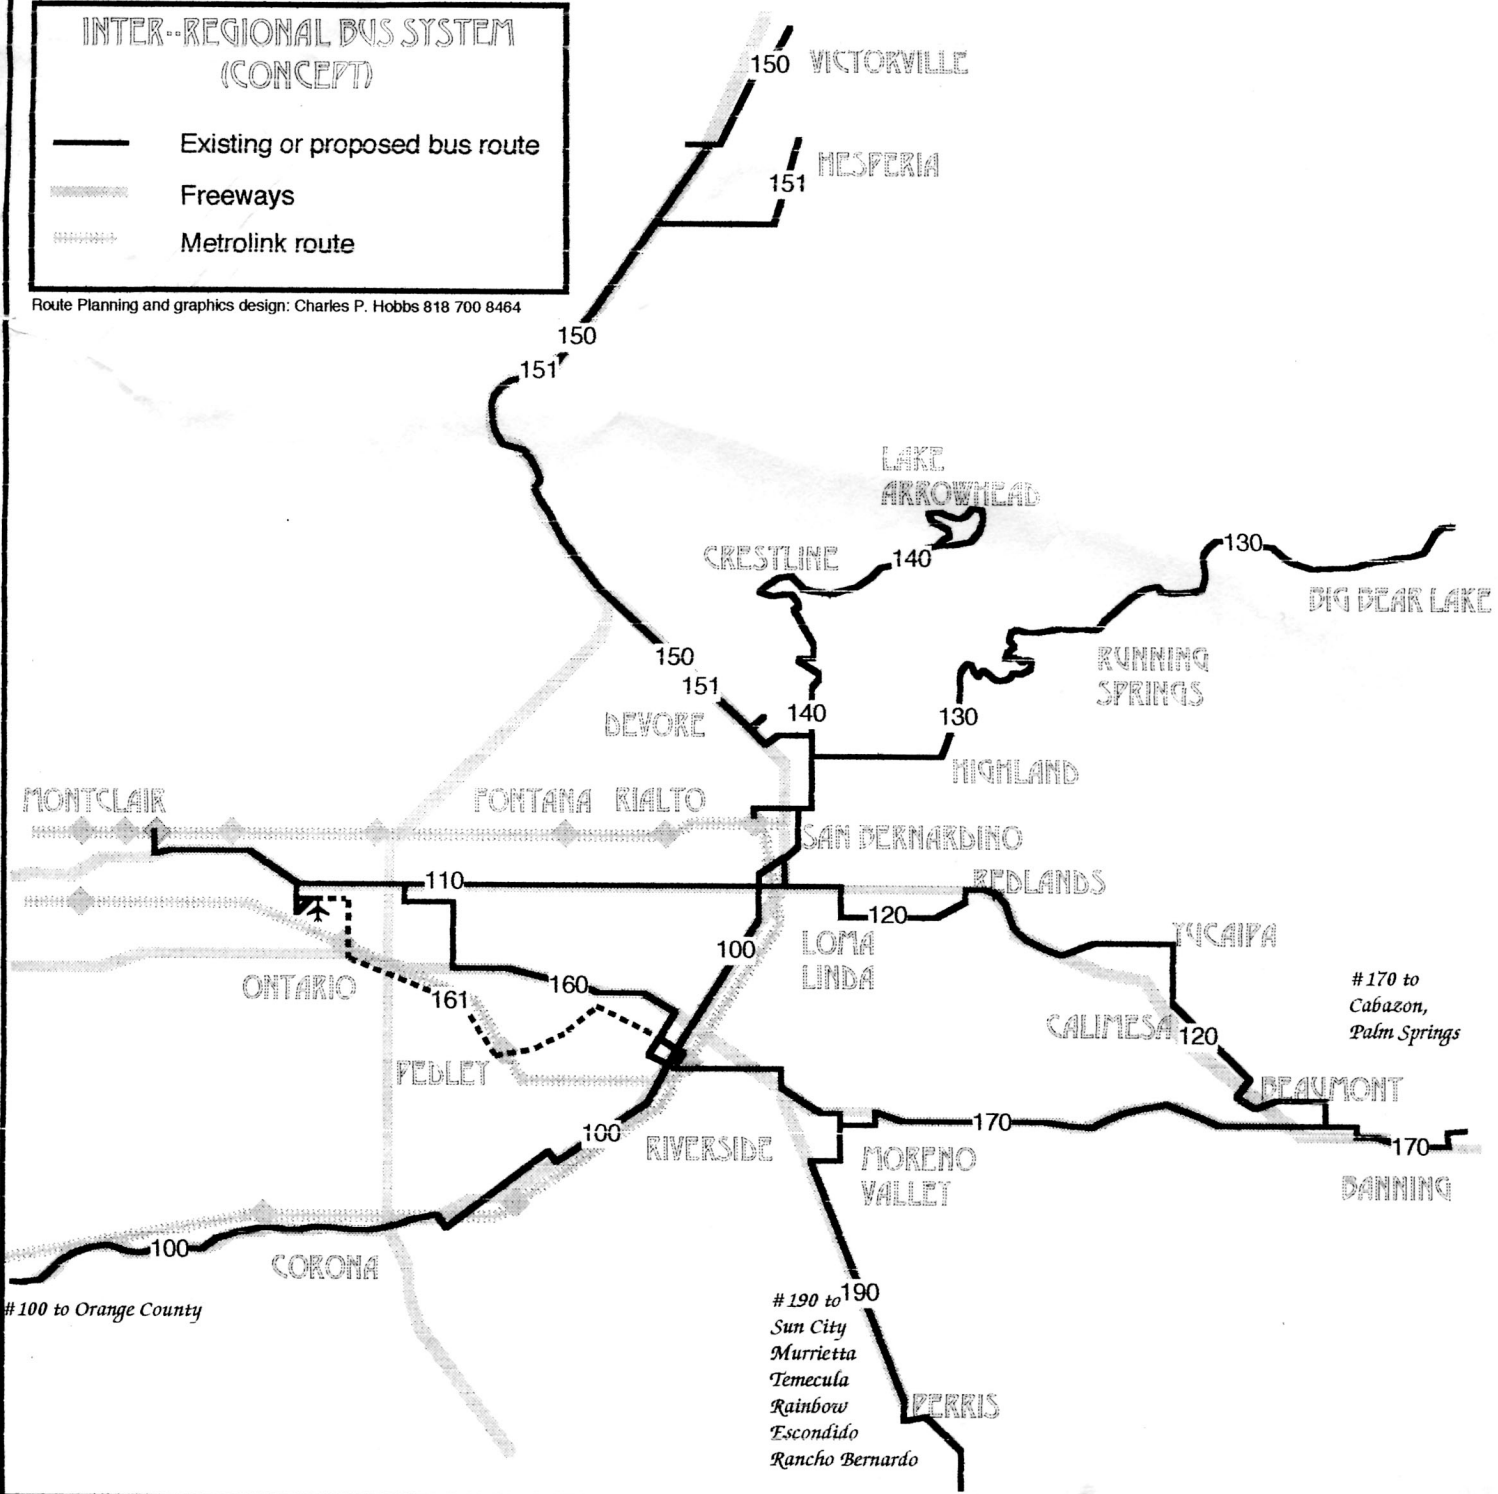 INTER--REGIONAL BUS SYSTEM
(CONCEPT)
Existing or proposed bus route
Freeways
Metrolink route
Route Planning and graphics design: Charles P. Hobbs 818 700 8464
150
VICTORVILLE
151
HESPERIA
150
151
LAKE
ARROWHEAD
CRESTLINE
140
130
BIG BEAR LAKE
RUNNING
SPRINGS
150
151
DEVORE
140
130
HIGHLAND
MONTCLAIR
FONTANA
RIALTO
SAN BERNARDINO
110
REDLANDS
120
YUCAIPA
LOMA
LINDA
100
ONTARIO
160
161
#170 to
Cabazon,
Palm Springs
CALIMESA
120
PEDLEY
BEAUMONT
100
RIVERSIDE
170
MORENO
VALLEY
170
BANNING
100
CORONA
#100 to Orange County
190
#190 to
Sun City
Murrietta
Temecula
Rainbow
Escondido
Rancho Bernardo
PERRIS